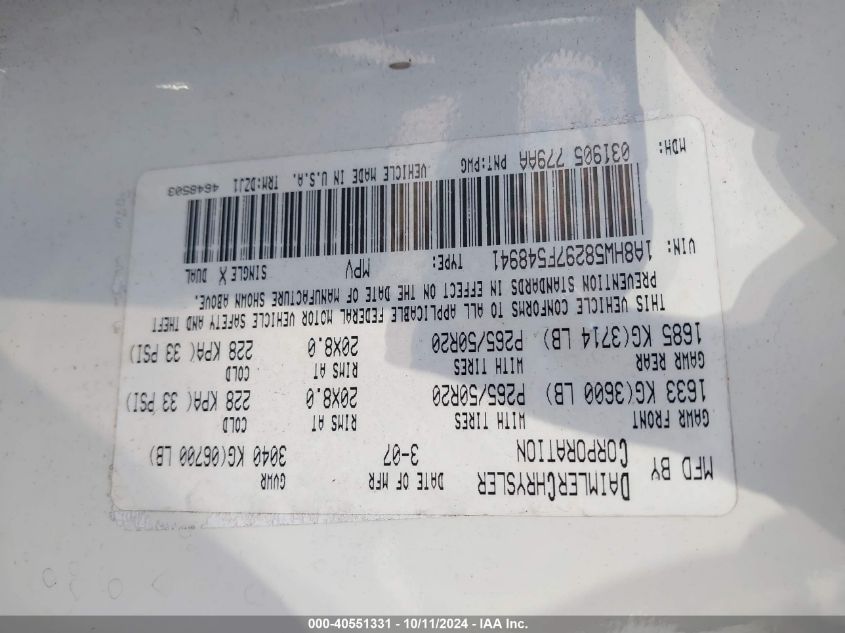 MFD BY DAIMLERCHRYSLER CORPORATION DATE OF MFR 3-07 GVWR 3040 KG(06700 LB)
GAWR FRONT WITH TIRES RIMS AT COLD
1633 KG(3600 LB) P265/50R20 20X8.0 228 KPA( 33 PSI)
GAWR REAR WITH TIRES RIMS AT COLD
1685 KG(3714 LB) P265/50R20 20X8.0 228 KPA( 33 PSI)
THIS VEHICLE CONFORMS TO ALL APPLICABLE FEDERAL MOTOR VEHICLE SAFETY AND THEFT
PREVENTION STANDARDS IN EFFECT ON THE DATE OF MANUFACTURE SHOWN ABOVE.
VIN: 1A8HW58297F548941 TYPE: MPV SINGLE X DUAL
MDH: 031905 779AA PNT:PWG VEHICLE MADE IN U.S.A. TRM:DZJ1 4648503
000-40551331 - 10/11/2024 - IAA Inc.